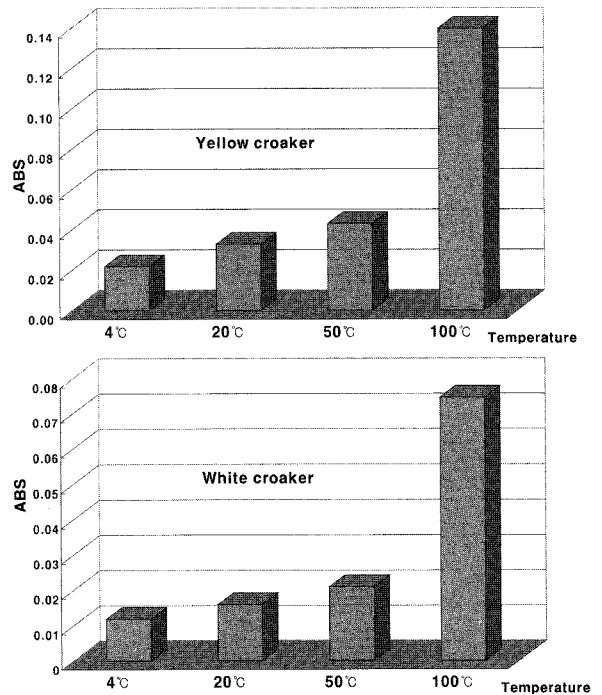 0.14
0.12
0.10
0.08
0.06
0.04
0.02
0.00
ABS
Yellow croaker
4℃ 20℃ 50℃ 100℃ Temperature
0.08
0.07
0.06
0.05
0.04
0.03
0.02
0.01
0
ABS
White croaker
4℃ 20℃ 50℃ 100℃ Temperature